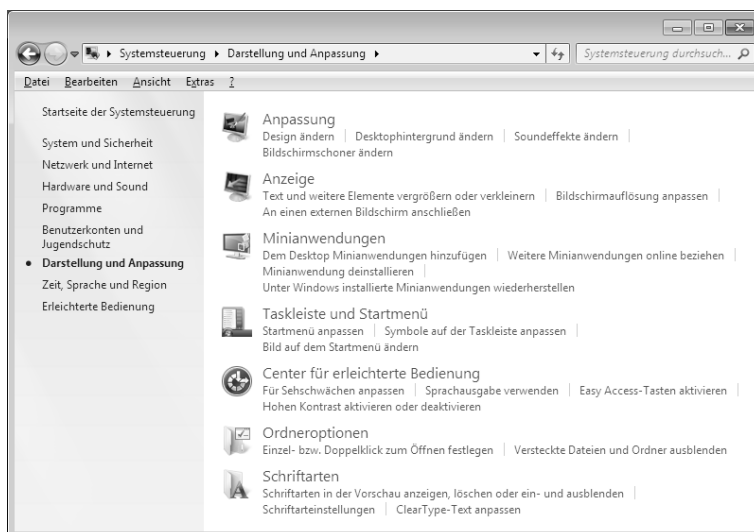 Systemsteuerung Darstellung und Anpassung Systemsteuerung durchsuch...
Datei Bearbeiten Ansicht Extras ?
Startseite der Systemsteuerung
System und Sicherheit
Netzwerk und Internet
Hardware und Sound
Programme
Benutzerkonten und
Jugendschutz
Darstellung und Anpassung
Zeit, Sprache und Region
Erleichterte Bedienung
Anpassung
Design ändern Desktophintergrund ändern Soundeffekte ändern
Bildschirmschoner ändern
Anzeige
Text und weitere Elemente vergrößern oder verkleinern Bildschirmauflösung anpassen
An einen externen Bildschirm anschließen
Minianwendungen
Dem Desktop Minianwendungen hinzufügen Weitere Minianwendungen online beziehen
Minianwendung deinstallieren
Unter Windows installierte Minianwendungen wiederherstellen
Taskleiste und Startmenü
Startmenü anpassen Symbole auf der Taskleiste anpassen
Bild auf dem Startmenü ändern
Center für erleichterte Bedienung
Für Sehschwächen anpassen Sprachausgabe verwenden Easy Access-Tasten aktivieren
Hohen Kontrast aktivieren oder deaktivieren
Ordneroptionen
Einzel- bzw. Doppelklick zum Öffnen festlegen Versteckte Dateien und Ordner ausblenden
Schriftarten
Schriftarten in der Vorschau anzeigen, löschen oder ein- und ausblenden
Schriftarteinstellungen ClearType-Text anpassen